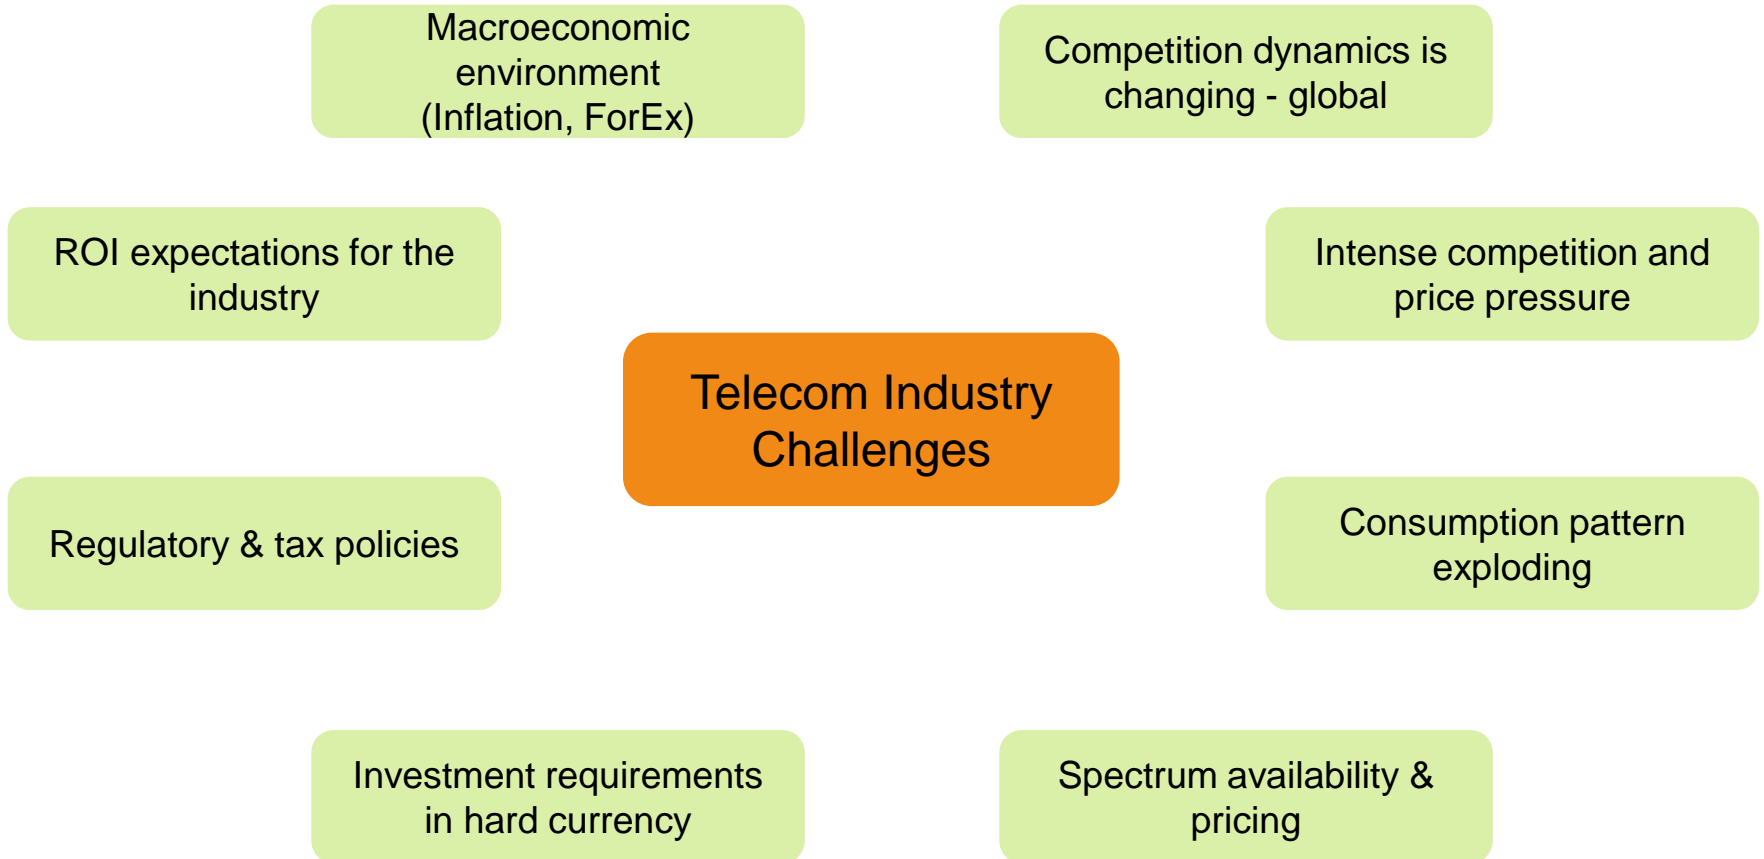 Macroeconomic
environment
(Inflation, ForEx)
Competition dynamics is
changing - global
ROI expectations for the
industry
Intense competition and
price pressure
Telecom Industry
Challenges
Regulatory & tax policies
Consumption pattern
exploding
Investment requirements
in hard currency
Spectrum availability &
pricing